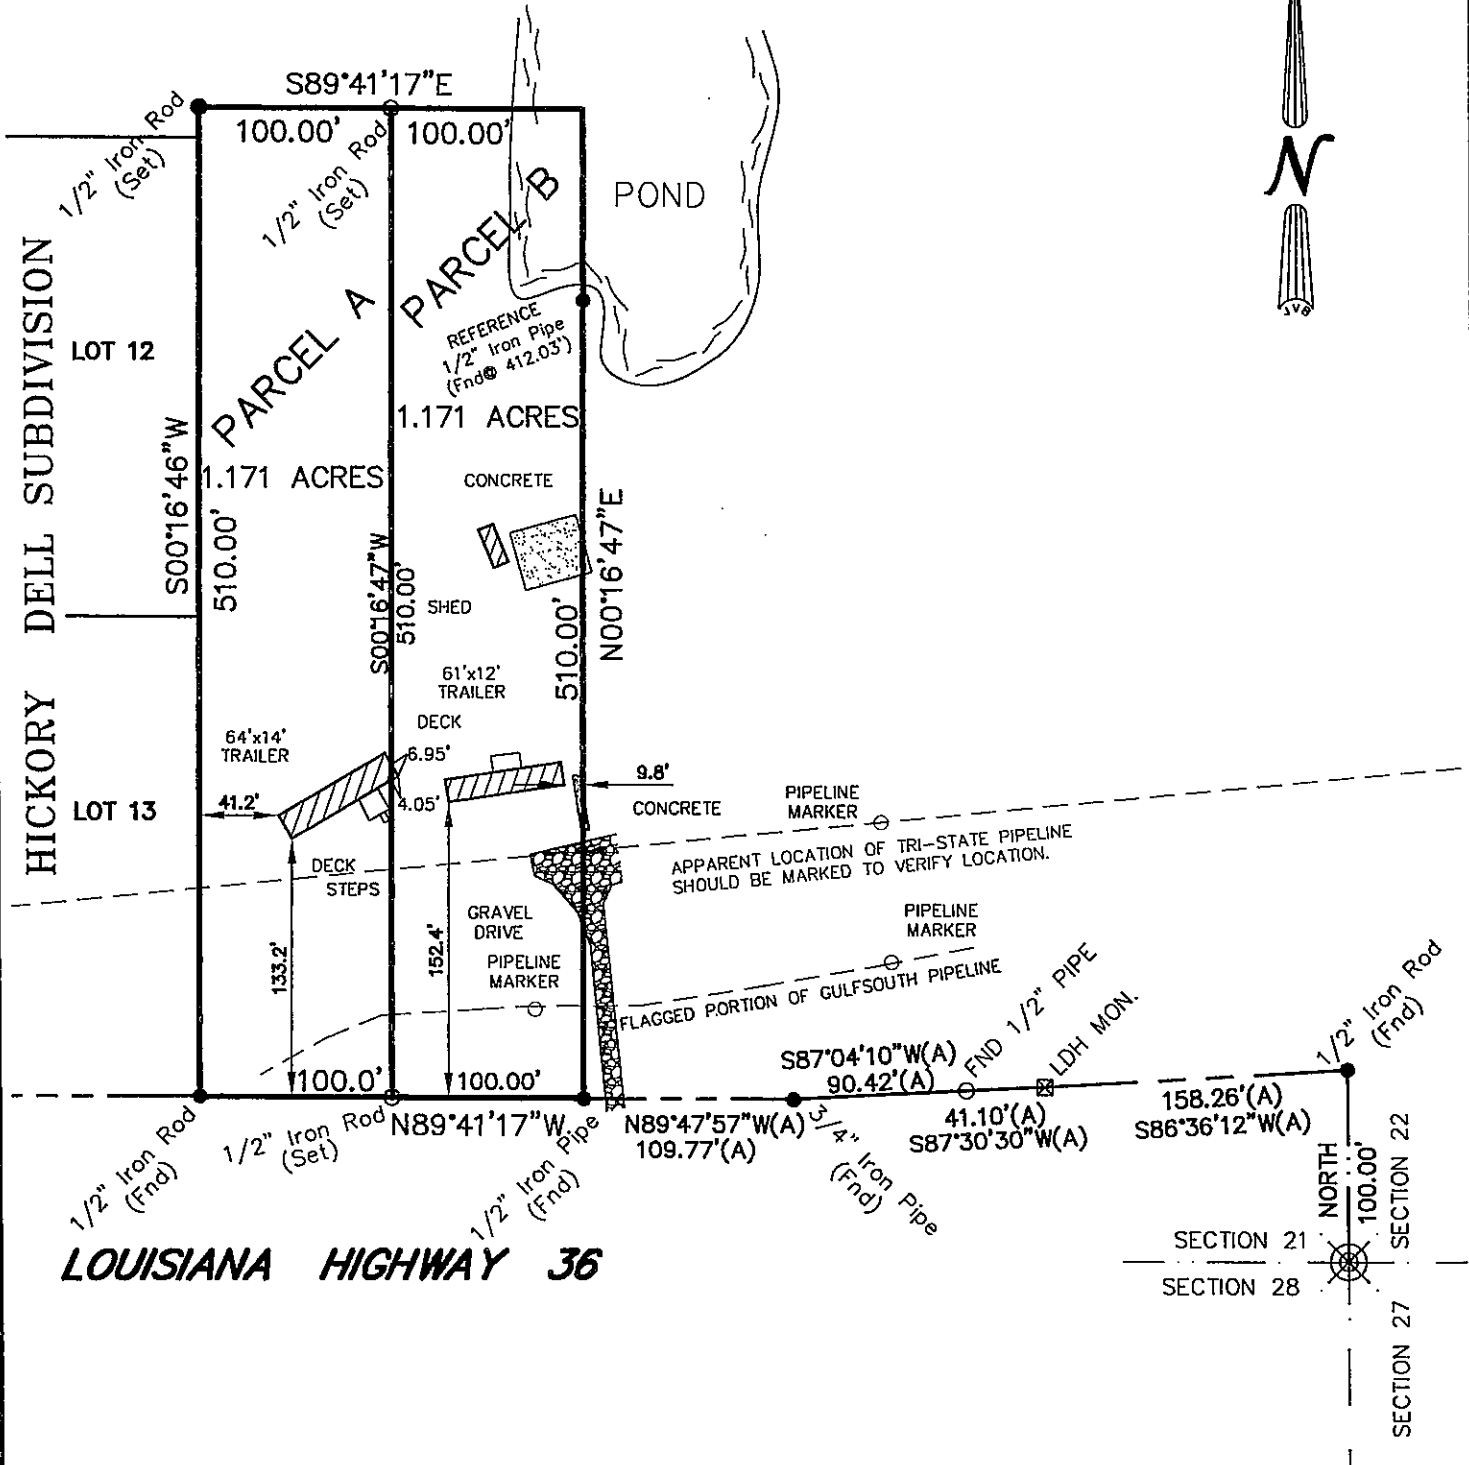 S89°41'17"E
100.00'
100.00'
1/2" Iron Rod
(Set)
1/2" Iron Rod
(Set)
N
JVB
POND
PARCEL A
PARCEL B
REFERENCE
1/2" Iron Pipe
(Fnd@ 412.03')
HICKORY DELL SUBDIVISION
LOT 12
1.171 ACRES
1.171 ACRES
S00°16'46"W
510.00'
CONCRETE
S00°16'47"W
510.00'
N00°16'47"E
510.00'
SHED
61'x12'
TRAILER
DECK
64'x14'
TRAILER
6.95'
4.05'
9.8'
41.2'
LOT 13
CONCRETE
PIPELINE
MARKER
APPARENT LOCATION OF TRI-STATE PIPELINE
SHOULD BE MARKED TO VERIFY LOCATION.
DECK
STEPS
GRAVEL
DRIVE
PIPELINE
MARKER
PIPELINE
MARKER
133.2'
152.4'
FLAGGED PORTION OF GULFSOUTH PIPELINE
100.0'
100.00'
N89°41'17"W
S87°04'10"W(A)
90.42'(A)
FND 1/2" PIPE
LDH MON.
1/2" Iron Rod
(Fnd)
N89°47'57"W(A)
109.77'(A)
41.10'(A)
S87°30'30"W(A)
158.26'(A)
S86°36'12"W(A)
1/2" Iron Rod
(Fnd)
1/2" Iron Rod
(Set)
1/2" Iron Pipe
(Fnd)
3/4" Iron Pipe
(Fnd)
NORTH
100.00'
SECTION 22
SECTION 21
SECTION 28
SECTION 27
LOUISIANA HIGHWAY 36